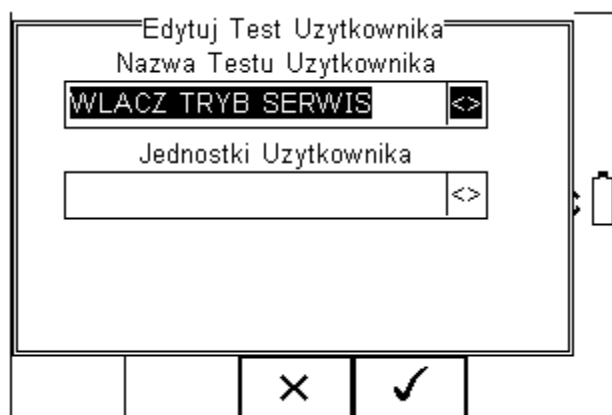 Edytuj Test Uzytkownika
Nazwa Testu Uzytkownika
WLACZ TRYB SERWIS <>
Jednostki Uzytkownika
<>